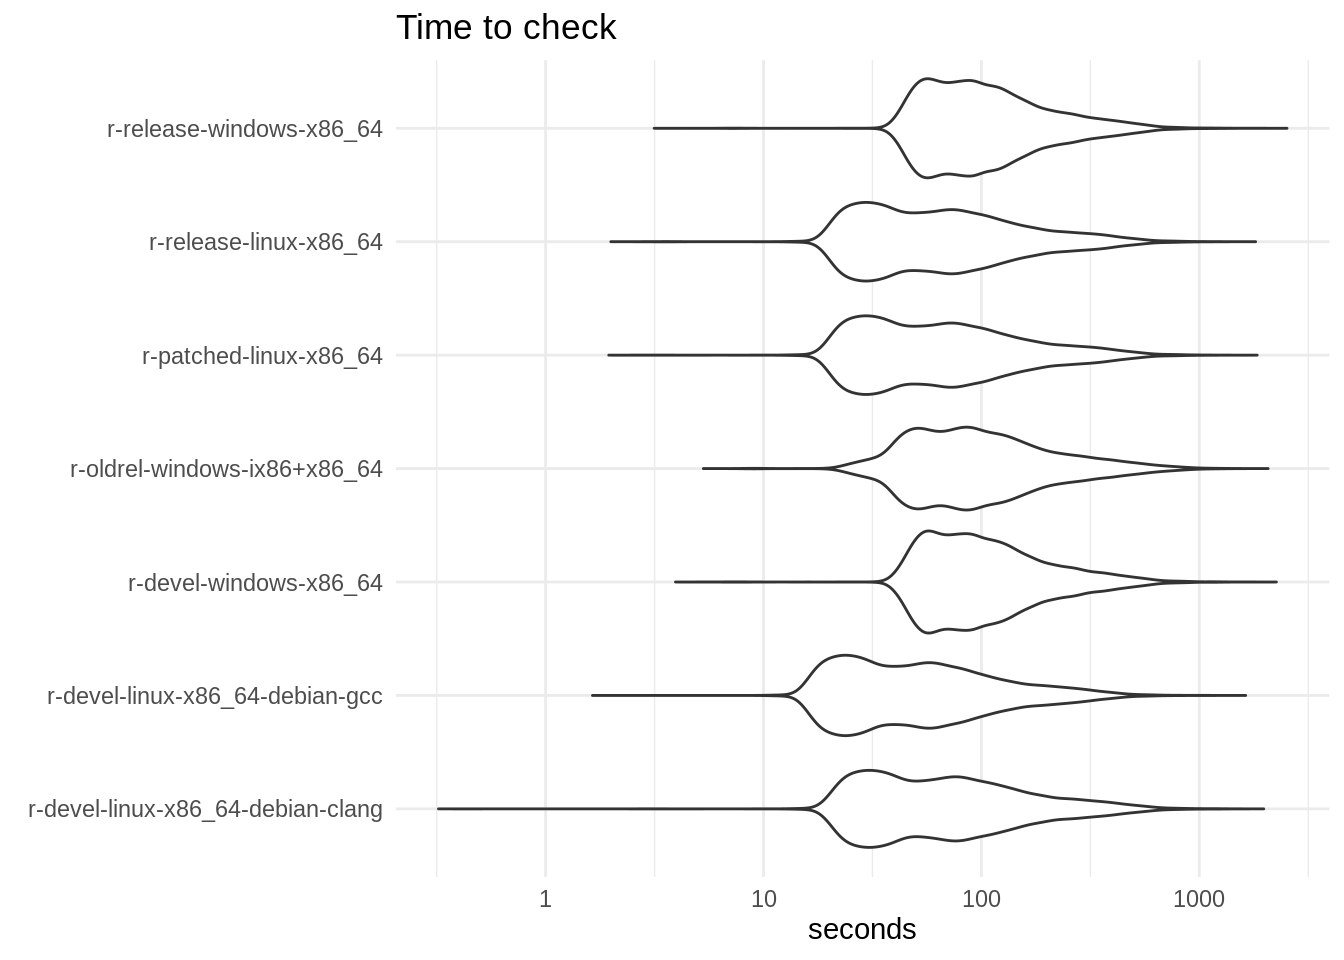 Time to check
r-release-windows-x86_64
r-release-linux-x86_64
r-patched-linux-x86_64
r-oldrel-windows-ix86+x86_64
r-devel-windows-x86_64
r-devel-linux-x86_64-debian-gcc
r-devel-linux-x86_64-debian-clang
1 10 100 1000
seconds